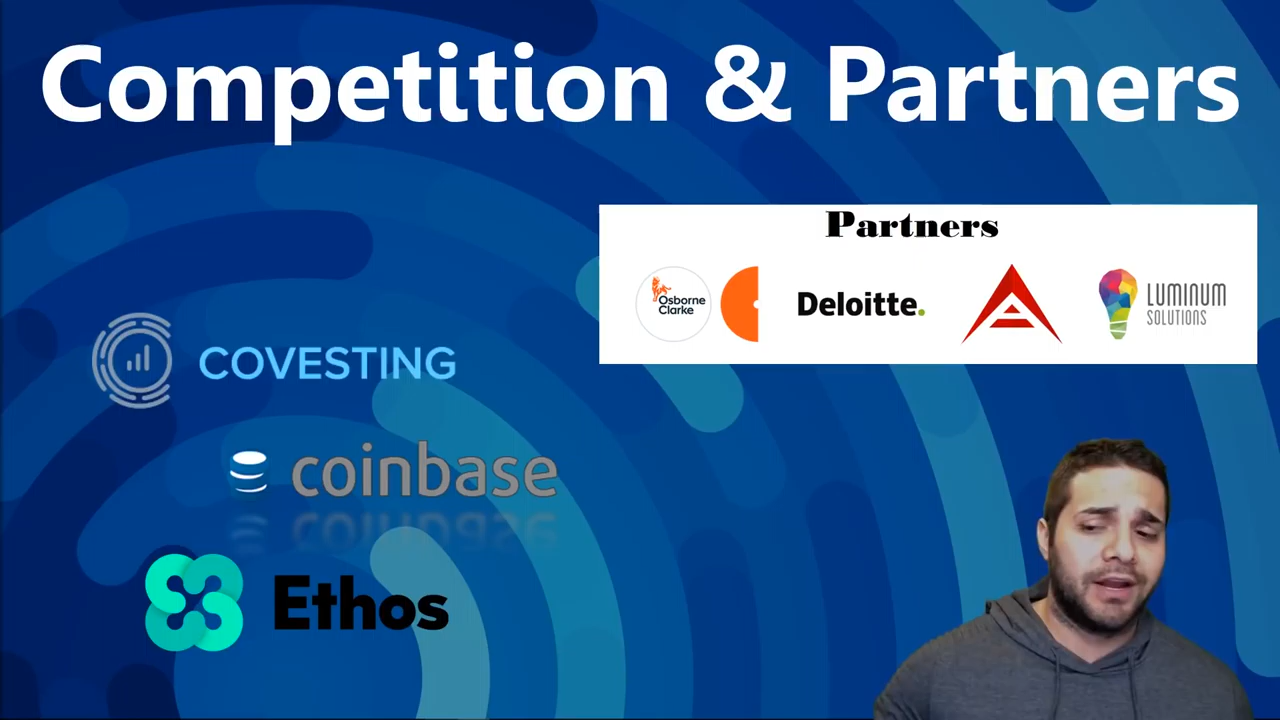 Competition & Partners
Partners
Osborne
Clarke
Deloitte.
LUMINUM
SOLUTIONS
COVESTING
coinbase
Ethos